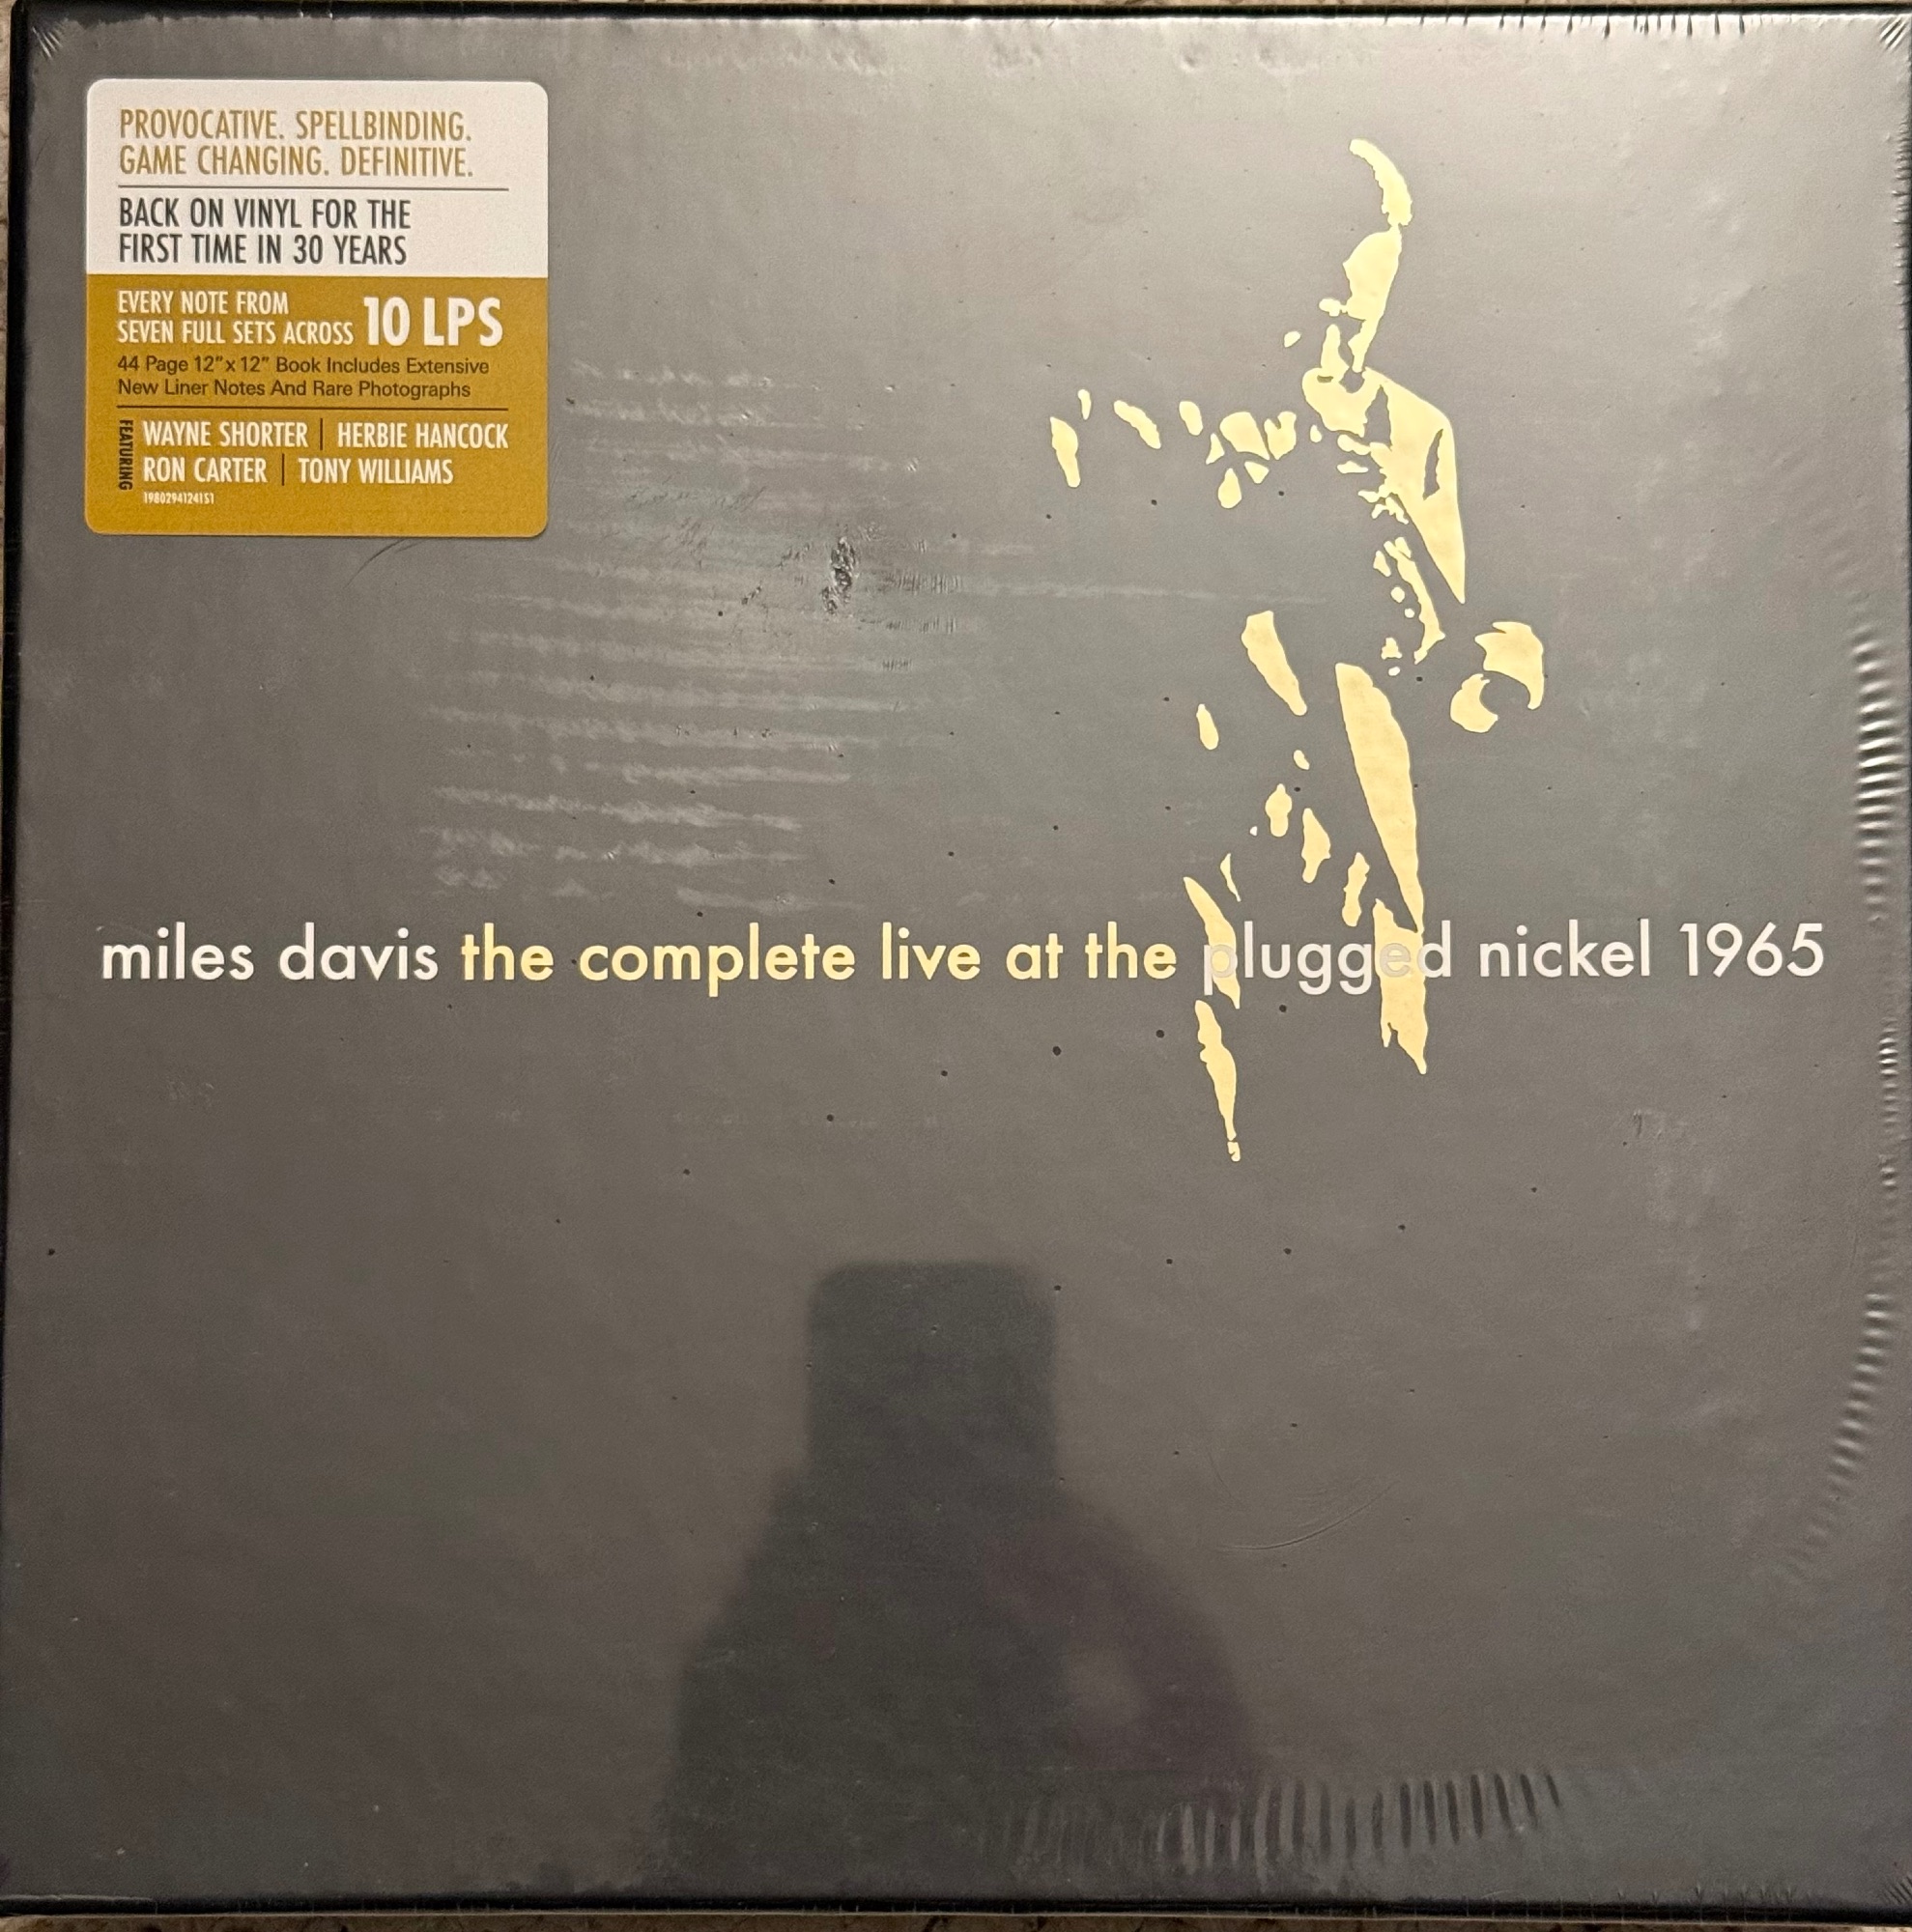 PROVOCATIVE. SPELLBINDING.
GAME CHANGING. DEFINITIVE.
BACK ON VINYL FOR THE
FIRST TIME IN 30 YEARS
EVERY NOTE FROM
SEVEN FULL SETS ACROSS 10 LPS
44 Page 12"x 12" Book Includes Extensive
New Liner Notes And Rare Photographs
FEATURING
WAYNE SHORTER | HERBIE HANCOCK
RON CARTER | TONY WILLIAMS
19802941241S1
miles davis the complete live at the plugged nickel 1965